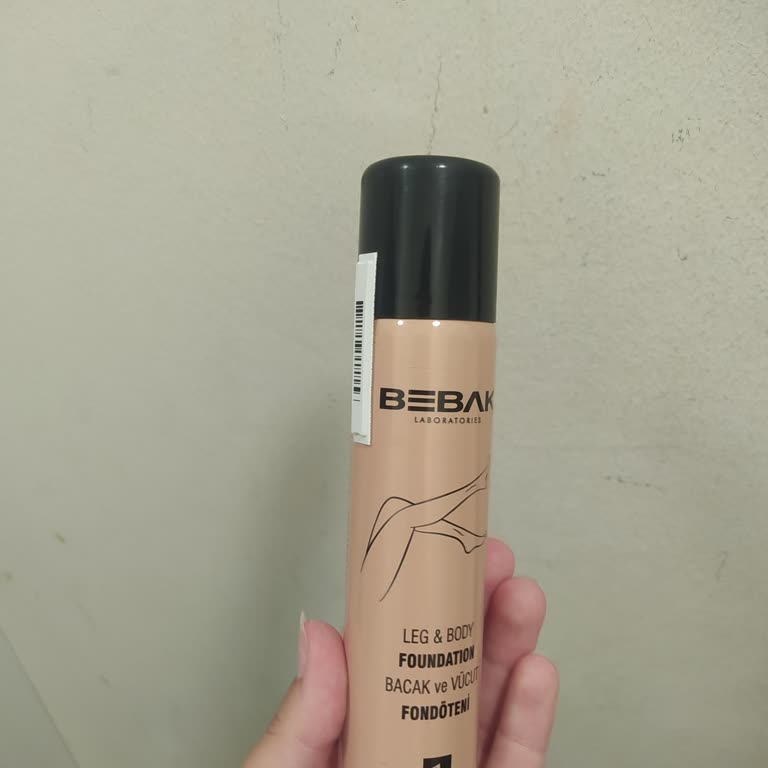 BEBAK
LABORATORIES
LEG & BODY
FOUNDATION
BACAK ve VÜCUT
FONDÖTENİ